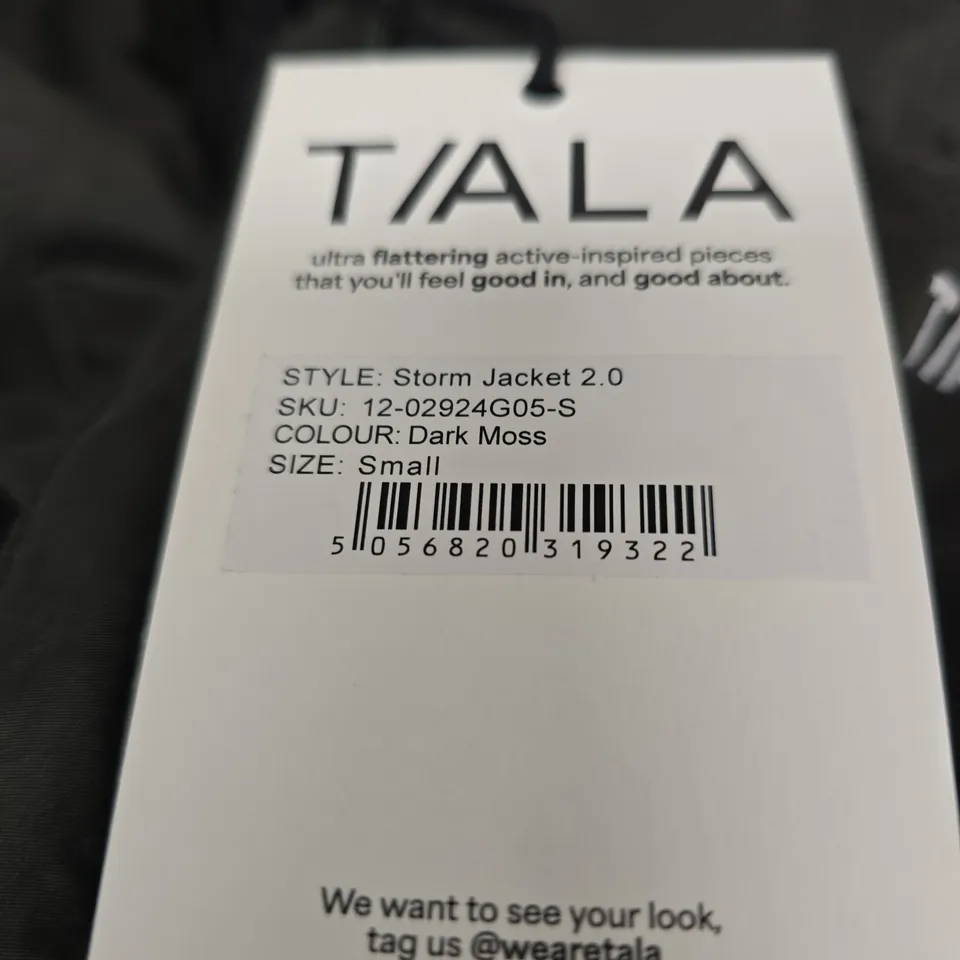 T/ALA
ultra flattering active-inspired pieces
that you'll feel good in, and good about.
STYLE: Storm Jacket 2.0
SKU: 12-02924G05-S
COLOUR: Dark Moss
SIZE: Small
5 056820 319322
We want to see your look,
tag us @wearetala